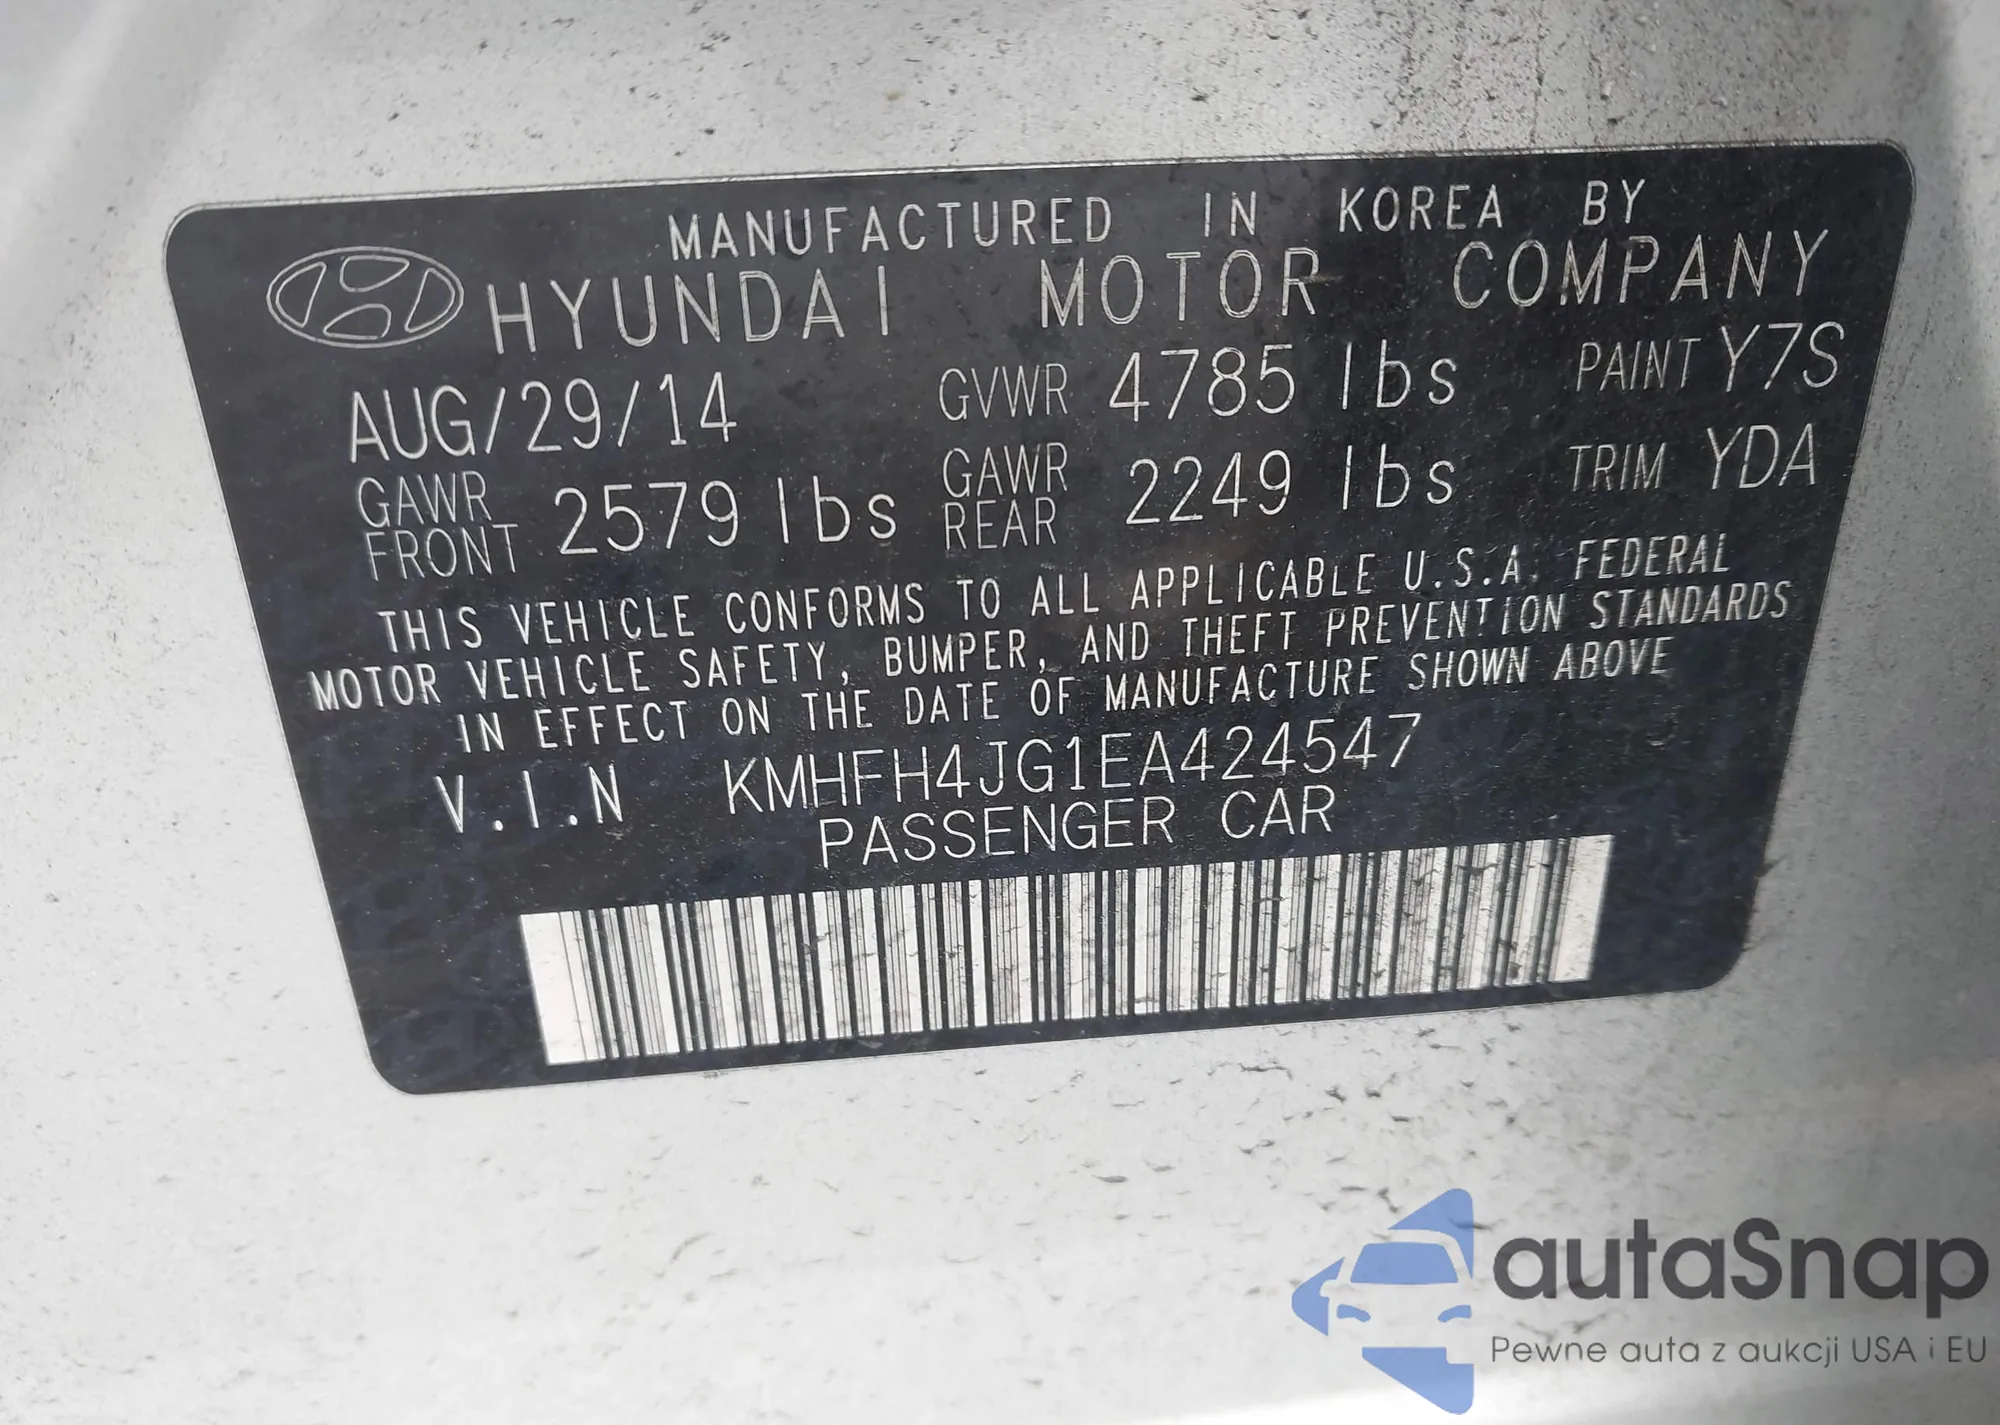 MANUFACTURED IN KOREA BY
HYUNDAI MOTOR COMPANY
AUG/29/14 GVWR 4785 lbs PAINT Y7S
GAWR FRONT 2579 lbs GAWR REAR 2249 lbs TRIM YDA
THIS VEHICLE CONFORMS TO ALL APPLICABLE U.S.A. FEDERAL
MOTOR VEHICLE SAFETY, BUMPER, AND THEFT PREVENTION STANDARDS
IN EFFECT ON THE DATE OF MANUFACTURE SHOWN ABOVE
V.I.N KMHFH4JG1EA424547
PASSENGER CAR
autaSnap
Pewne auta z aukcji USA i EU